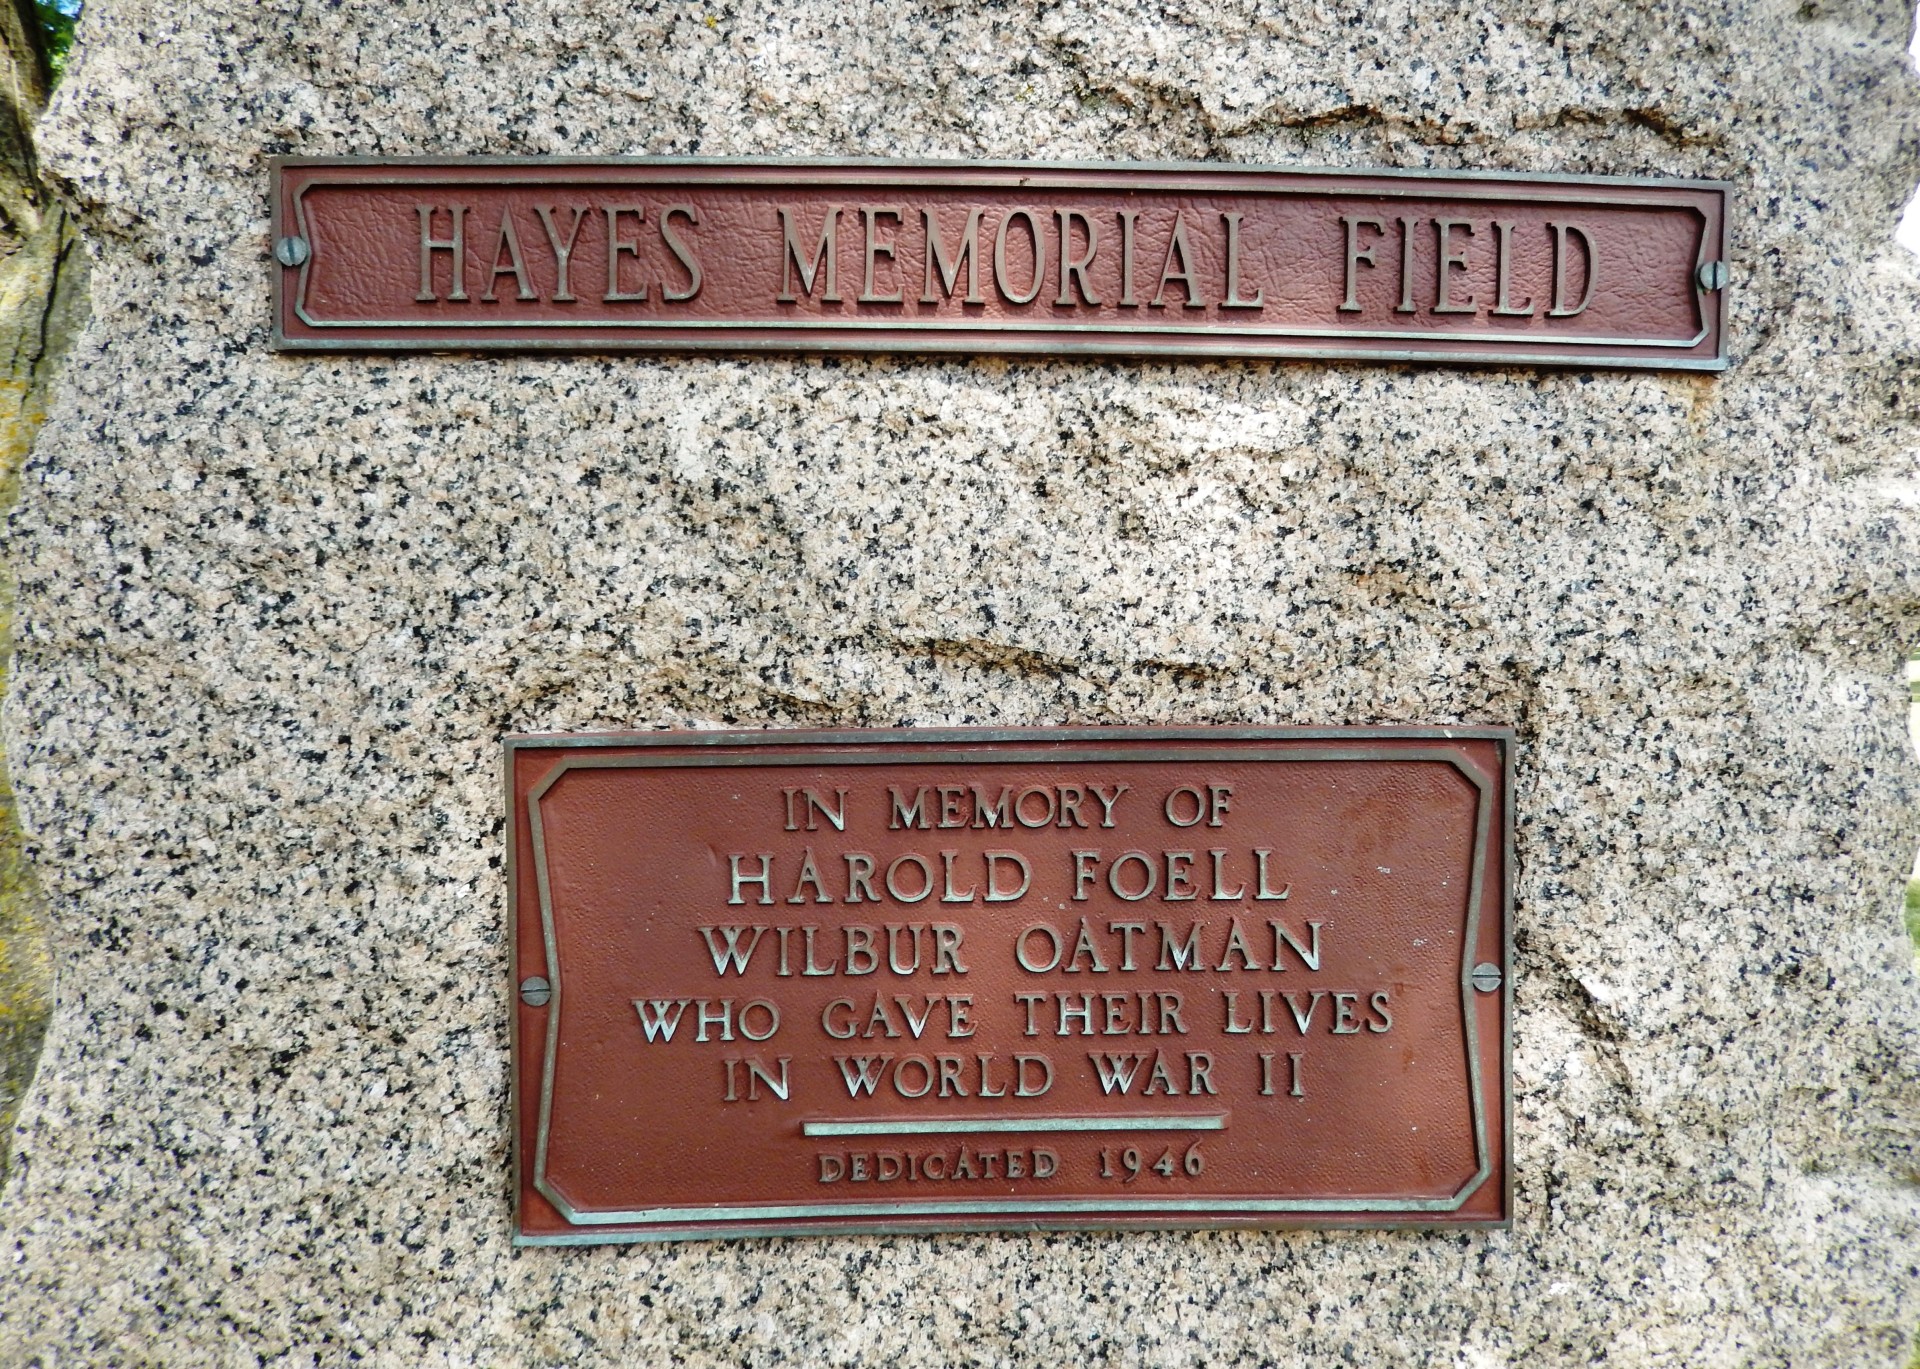 HAYES MEMORIAL FIELD
IN MEMORY OF
HAROLD FOELL
WILBUR OATMAN
WHO GAVE THEIR LIVES
IN WORLD WAR II
DEDICATED 1946